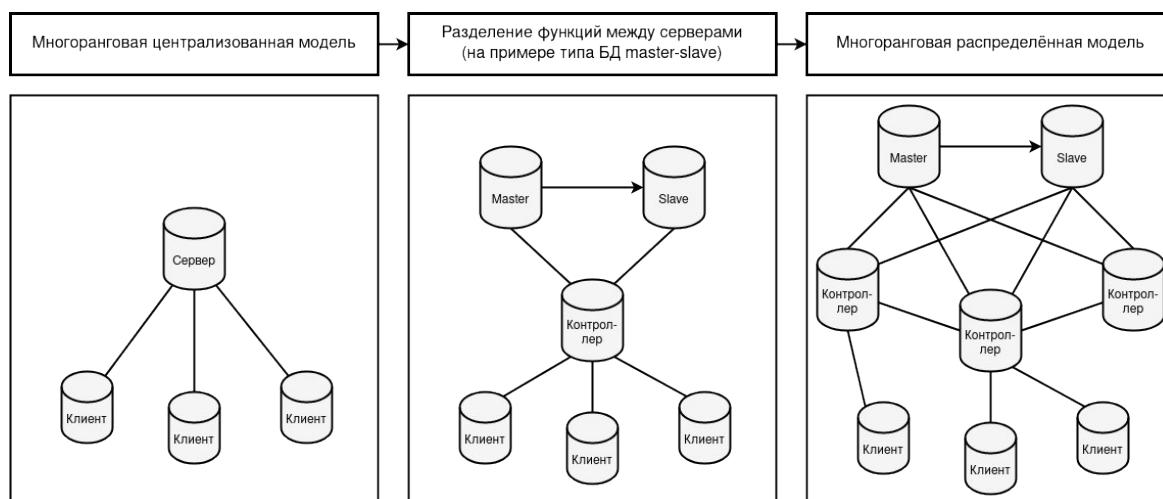 Многоранговая централизованная модель
Разделение функций между серверами
(на примере типа БД master-slave)
Многоранговая распределённая модель
Сервер
Клиент
Клиент
Клиент
Master
Slave
Контрол-
лер
Клиент
Клиент
Клиент
Master
Slave
Контрол-
лер
Контрол-
лер
Контрол-
лер
Клиент
Клиент
Клиент